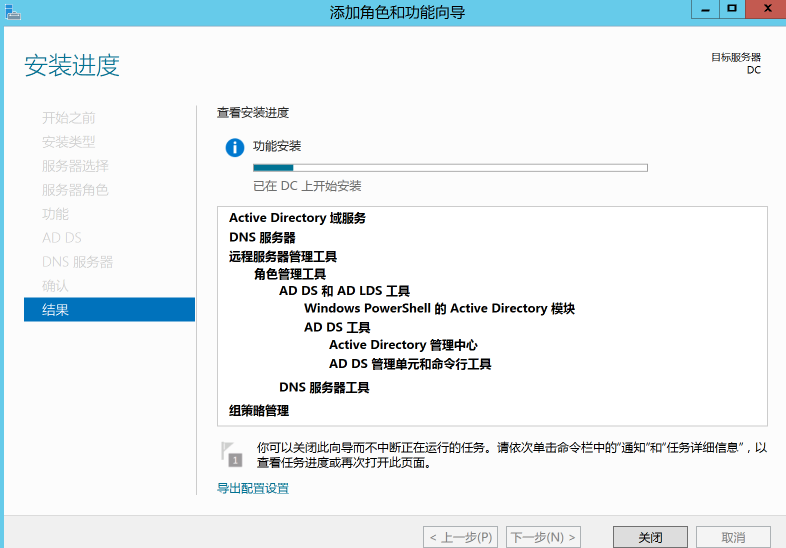 添加角色和功能向导
安装进度
目标服务器
DC
开始之前
安装类型
服务器选择
服务器角色
功能
AD DS
DNS 服务器
确认
结果
查看安装进度
功能安装
已在 DC 上开始安装
Active Directory 域服务
DNS 服务器
远程服务器管理工具
角色管理工具
AD DS 和 AD LDS 工具
Windows PowerShell 的 Active Directory 模块
AD DS 工具
Active Directory 管理中心
AD DS 管理单元和命令行工具
DNS 服务器工具
组策略管理
1
你可以关闭此向导而不中断正在运行的任务。请依次单击命令栏中的"通知"和"任务详细信息"，以
查看任务进度或再次打开此页面。
导出配置设置
< 上一步(P)
下一步(N) >
关闭
取消